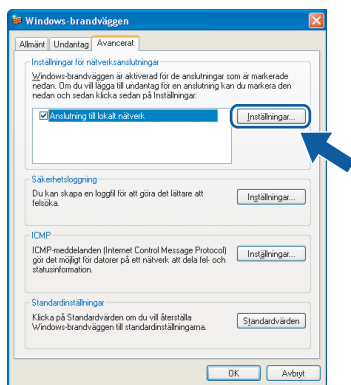 Windows-brandväggen
Allmänt Undantag Avancerat
Inställningar för nätverksanslutningar
Windows-brandväggen är aktiverad för de anslutningar som är markerade
nedan. Om du vill lägga till undantag för en anslutning kan du markera den
nedan och sedan klicka sedan på Inställningar:
Anslutning till lokalt nätverk
Inställningar...
Säkerhetsloggning
Du kan skapa en loggfil för att göra det lättare att
felsöka.
Inställningar...
ICMP
ICMP-meddelanden (Internet Control Message Protocol)
gör det möjligt för datorer på ett nätverk att dela fel- och
statusinformation.
Inställningar...
Standardinställningar
Klicka på Standardvärden om du vill återställa
Windows-brandväggen till standardinställningarna.
Standardvärden
OK Avbryt